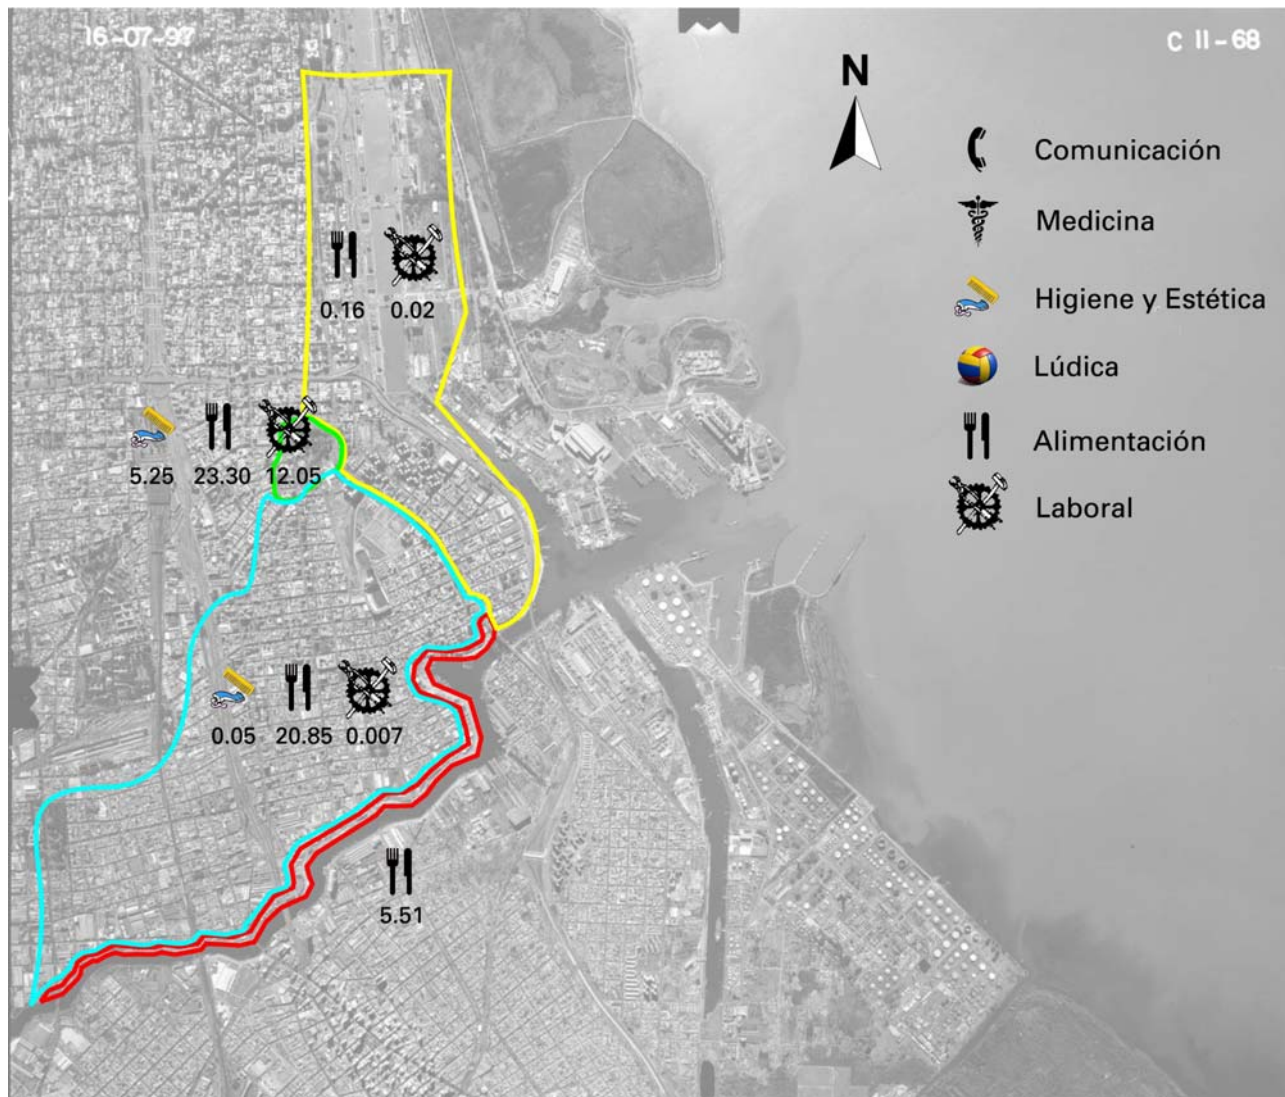 16-07-97
C 11-68
N
Comunicación
Medicina
Higiene y Estética
Lúdica
Alimentación
Laboral
0.16 0.02
5.25 23.30 12.05
0.05 20.85 0.007
5.51